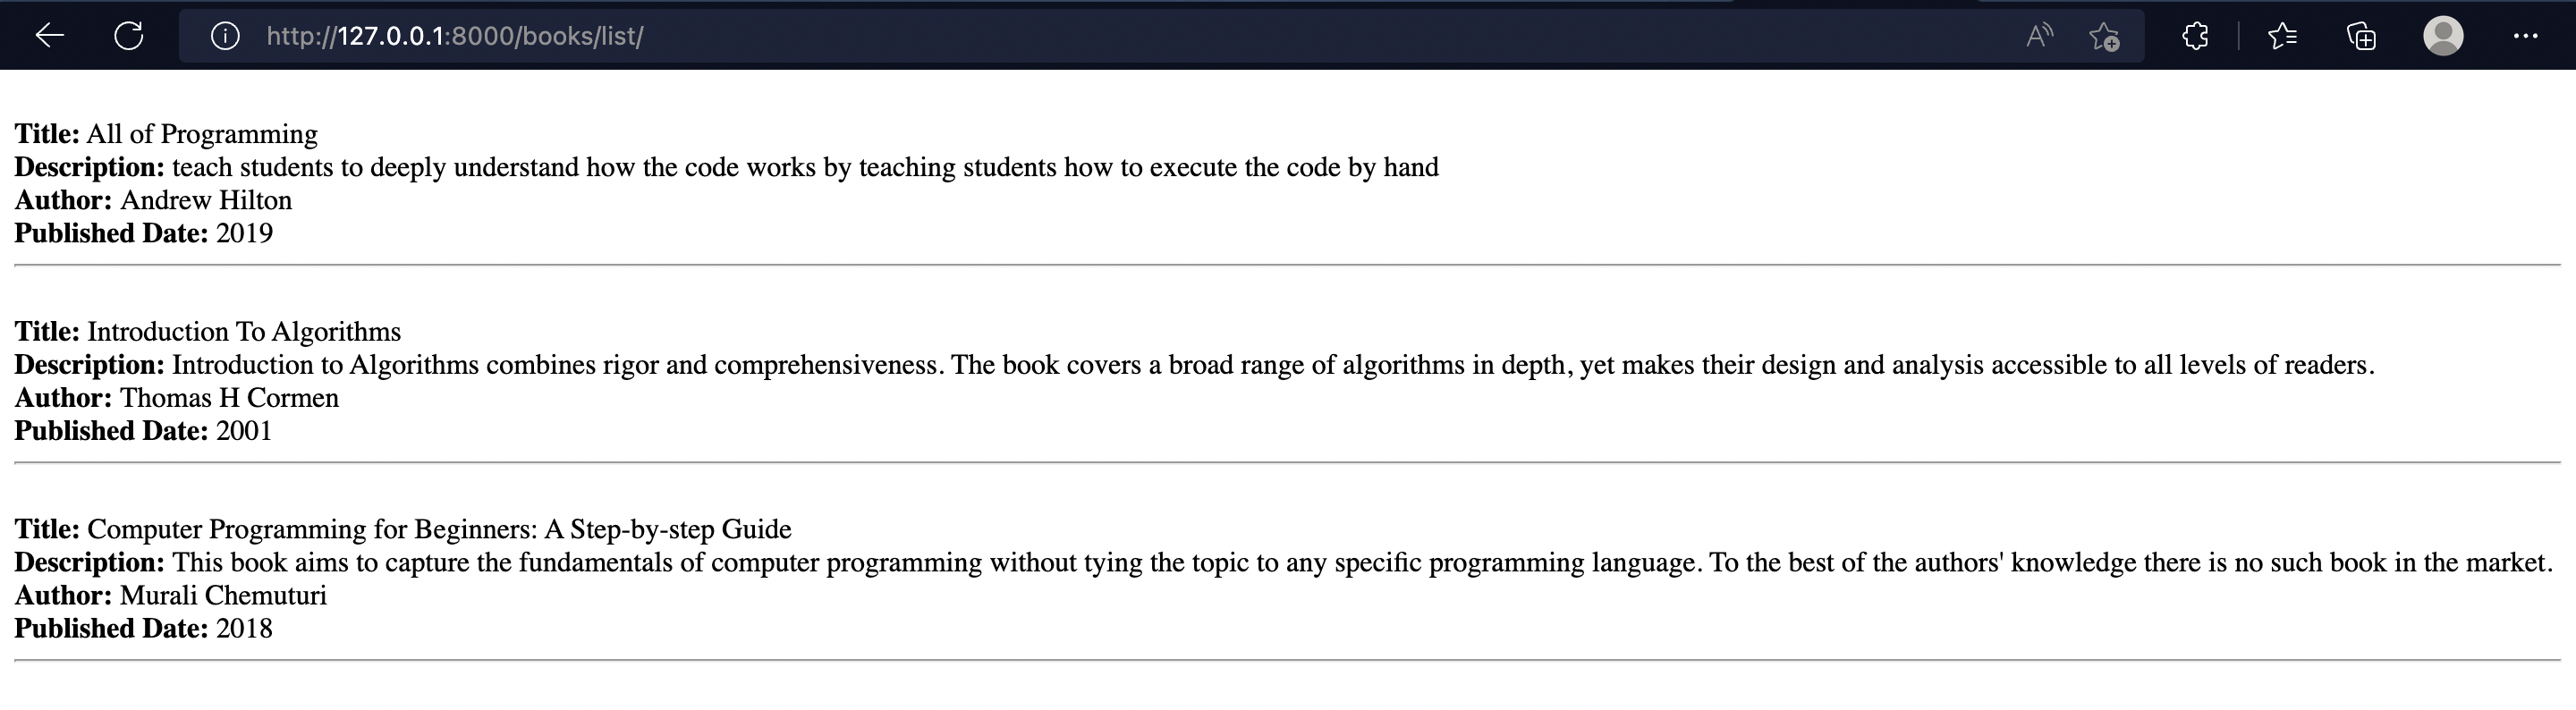 http://127.0.0.1:8000/books/list/
Title: All of Programming
Description: teach students to deeply understand how the code works by teaching students how to execute the code by hand
Author: Andrew Hilton
Published Date: 2019
Title: Introduction To Algorithms
Description: Introduction to Algorithms combines rigor and comprehensiveness. The book covers a broad range of algorithms in depth, yet makes their design and analysis accessible to all levels of readers.
Author: Thomas H Cormen
Published Date: 2001
Title: Computer Programming for Beginners: A Step-by-step Guide
Description: This book aims to capture the fundamentals of computer programming without tying the topic to any specific programming language. To the best of the authors' knowledge there is no such book in the market.
Author: Murali Chemuturi
Published Date: 2018